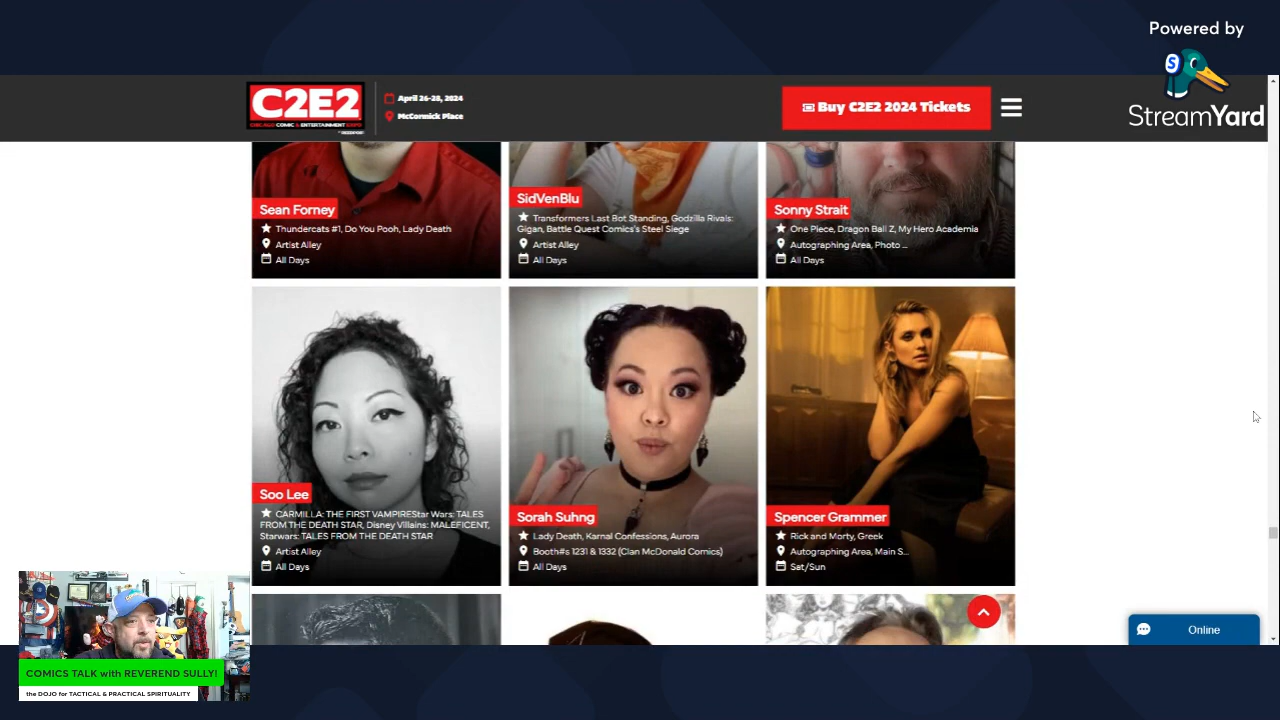 Powered by
StreamYard
C2E2
CHICAGO COMIC & ENTERTAINMENT EXPO
April 26-28, 2024
McCormick Place
Buy C2E2 2024 Tickets
Sean Forney
Thundercats #1, Do You Pooh, Lady Death
Artist Alley
All Days
SidVenBlu
Transformers Last Bot Standing, Godzilla Rivals:
Gigan, Battle Quest Comics's Steel Siege
Artist Alley
All Days
Sonny Strait
One Piece, Dragon Ball Z, My Hero Academia
Autographing Area, Photo ...
All Days
Soo Lee
CARMILLA: THE FIRST VAMPIREStar Wars: TALES
FROM THE DEATH STAR, Disney Villains: MALEFICENT,
Starwars: TALES FROM THE DEATH STAR
Artist Alley
All Days
Sorah Suhng
Lady Death, Karnal Confessions, Aurora
Booth#s 1231 & 1332 (Clan McDonald Comics)
All Days
Spencer Grammer
Rick and Morty, Greek
Autographing Area, Main S...
Sat/Sun
Online
COMICS TALK with REVEREND SULLY!
the DOJO for TACTICAL & PRACTICAL SPIRITUALITY